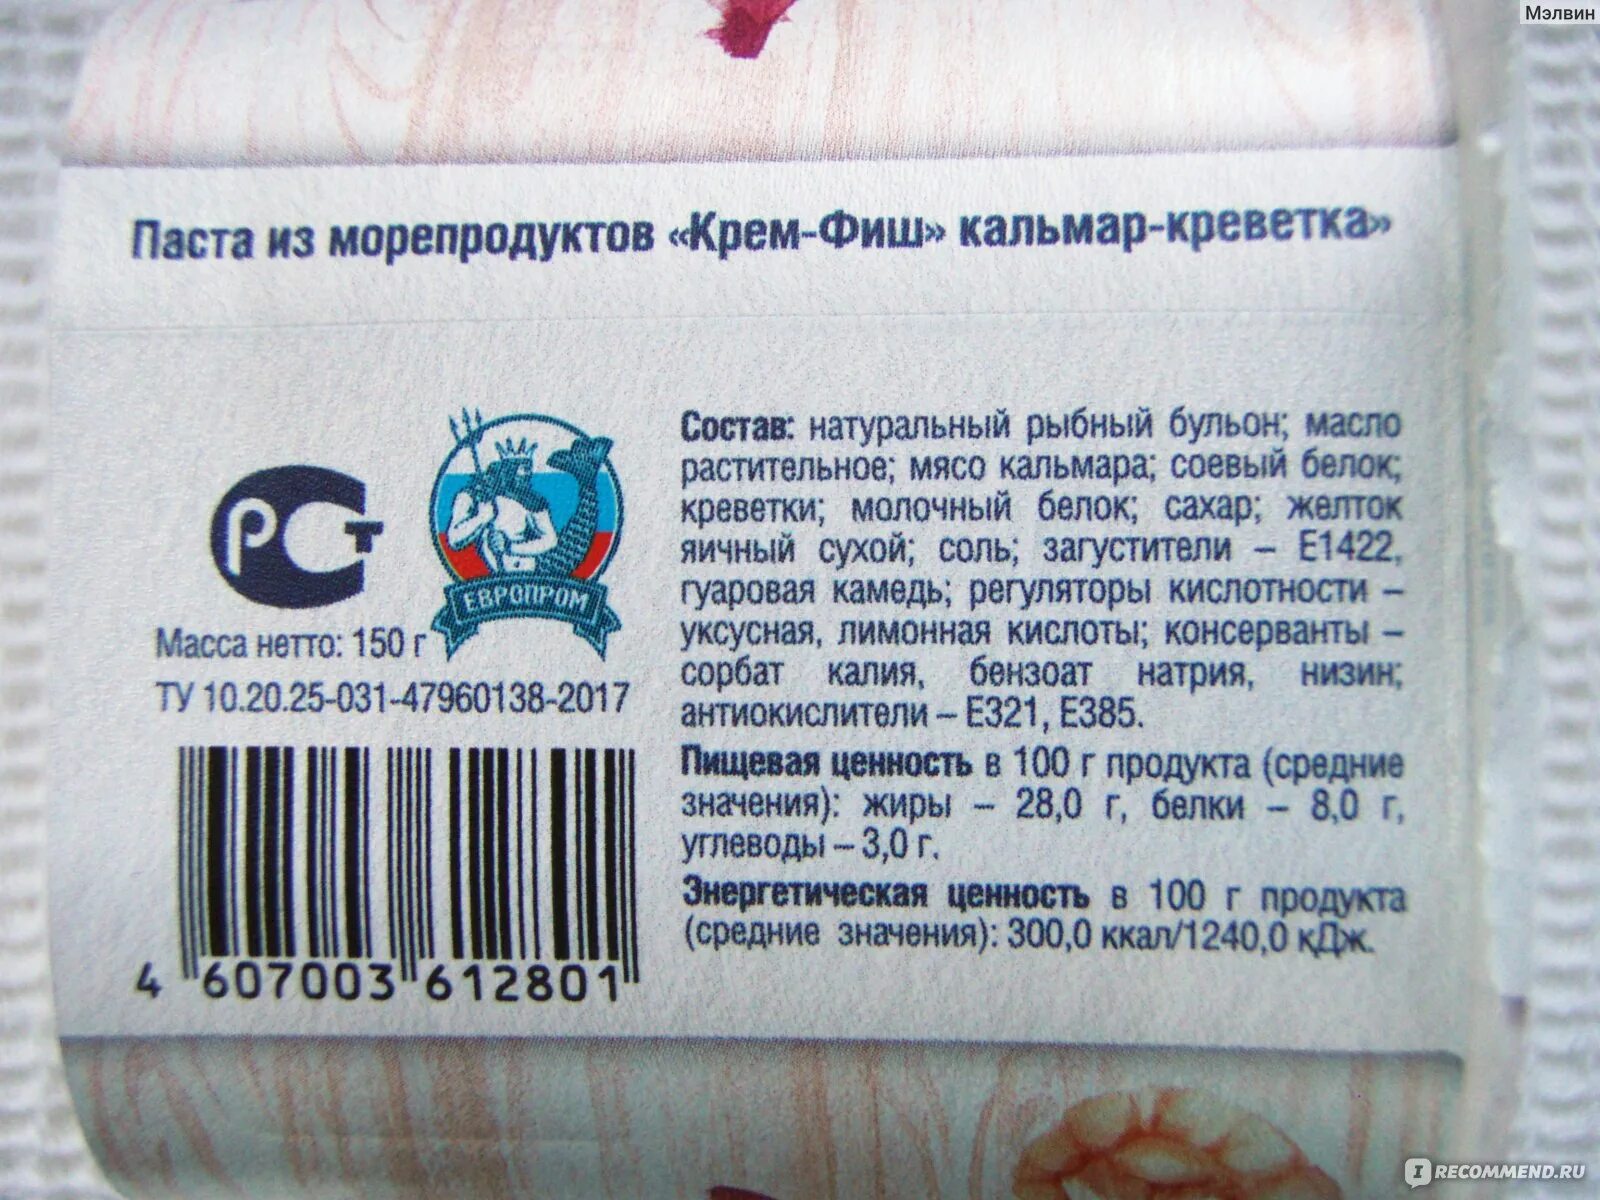 Мэлвин
Паста из морепродуктов «Крем-Фиш» кальмар-креветка»
РСТ
ЕВРОПРОМ
Масса нетто: 150 г
ТУ 10.20.25-031-47960138-2017
4 607003 612801
Состав: натуральный рыбный бульон; масло
растительное; мясо кальмара; соевый белок;
креветки; молочный белок; сахар; желток
яичный сухой; соль; загустители – Е1422,
гуаровая камедь; регуляторы кислотности –
уксусная, лимонная кислоты; консерванты –
сорбат калия, бензоат натрия, низин;
антиокислители – Е321, Е385.
Пищевая ценность в 100 г продукта (средние
значения): жиры – 28,0 г, белки – 8,0 г,
углеводы – 3,0 г.
Энергетическая ценность в 100 г продукта
(средние значения): 300,0 ккал/1240,0 кДж.
IRECOMMEND.RU